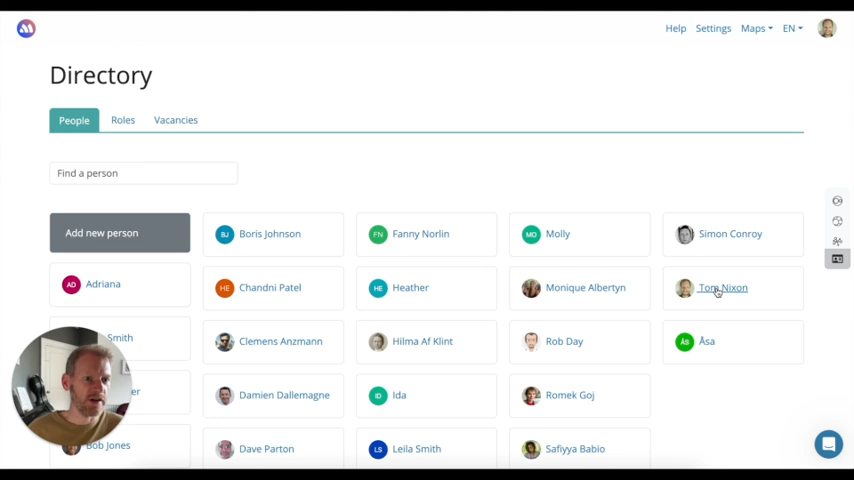 Help Settings Maps EN
Directory
People Roles Vacancies
Find a person
Add new person
BJ Boris Johnson
FN Fanny Norlin
MO Molly
Simon Conroy
AD Adriana
HE Chandni Patel
HE Heather
Monique Albertyn
Tom Nixon
Smith
Clemens Anzmann
Hilma Af Klint
Rob Day
ÅS Åsa
Damien Dallemagne
ID Ida
Romek Goj
Bob Jones
Dave Parton
LS Leila Smith
Safiyya Babio